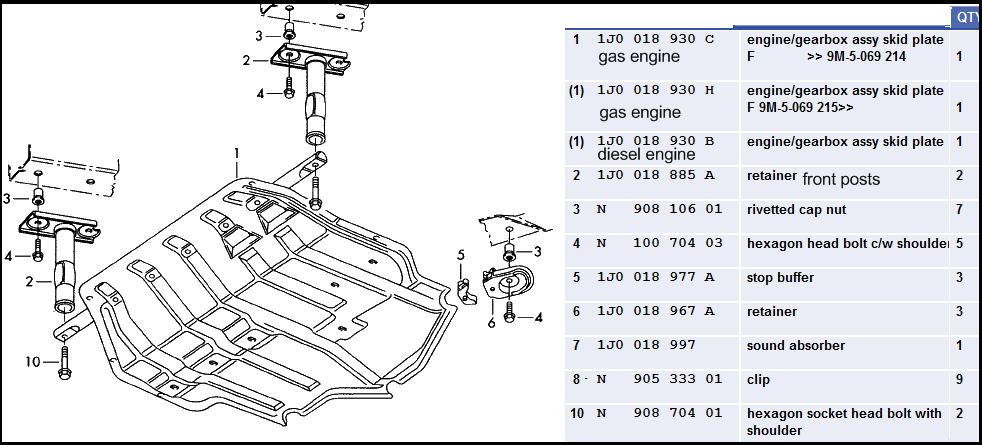 3
2
4
1
3
4
2
10
3
5
6
4
QTY
1 1J0 018 930 C engine/gearbox assy skid plate
gas engine F >> 9M-5-069 214 1
(1) 1J0 018 930 H engine/gearbox assy skid plate
gas engine F 9M-5-069 215>> 1
(1) 1J0 018 930 B engine/gearbox assy skid plate 1
diesel engine
2 1J0 018 885 A retainer front posts 2
3 N 908 106 01 rivetted cap nut 7
4 N 100 704 03 hexagon head bolt c/w shoulder 5
5 1J0 018 977 A stop buffer 3
6 1J0 018 967 A retainer 3
7 1J0 018 997 sound absorber 1
8 - N 905 333 01 clip 9
10 N 908 704 01 hexagon socket head bolt with 2
shoulder